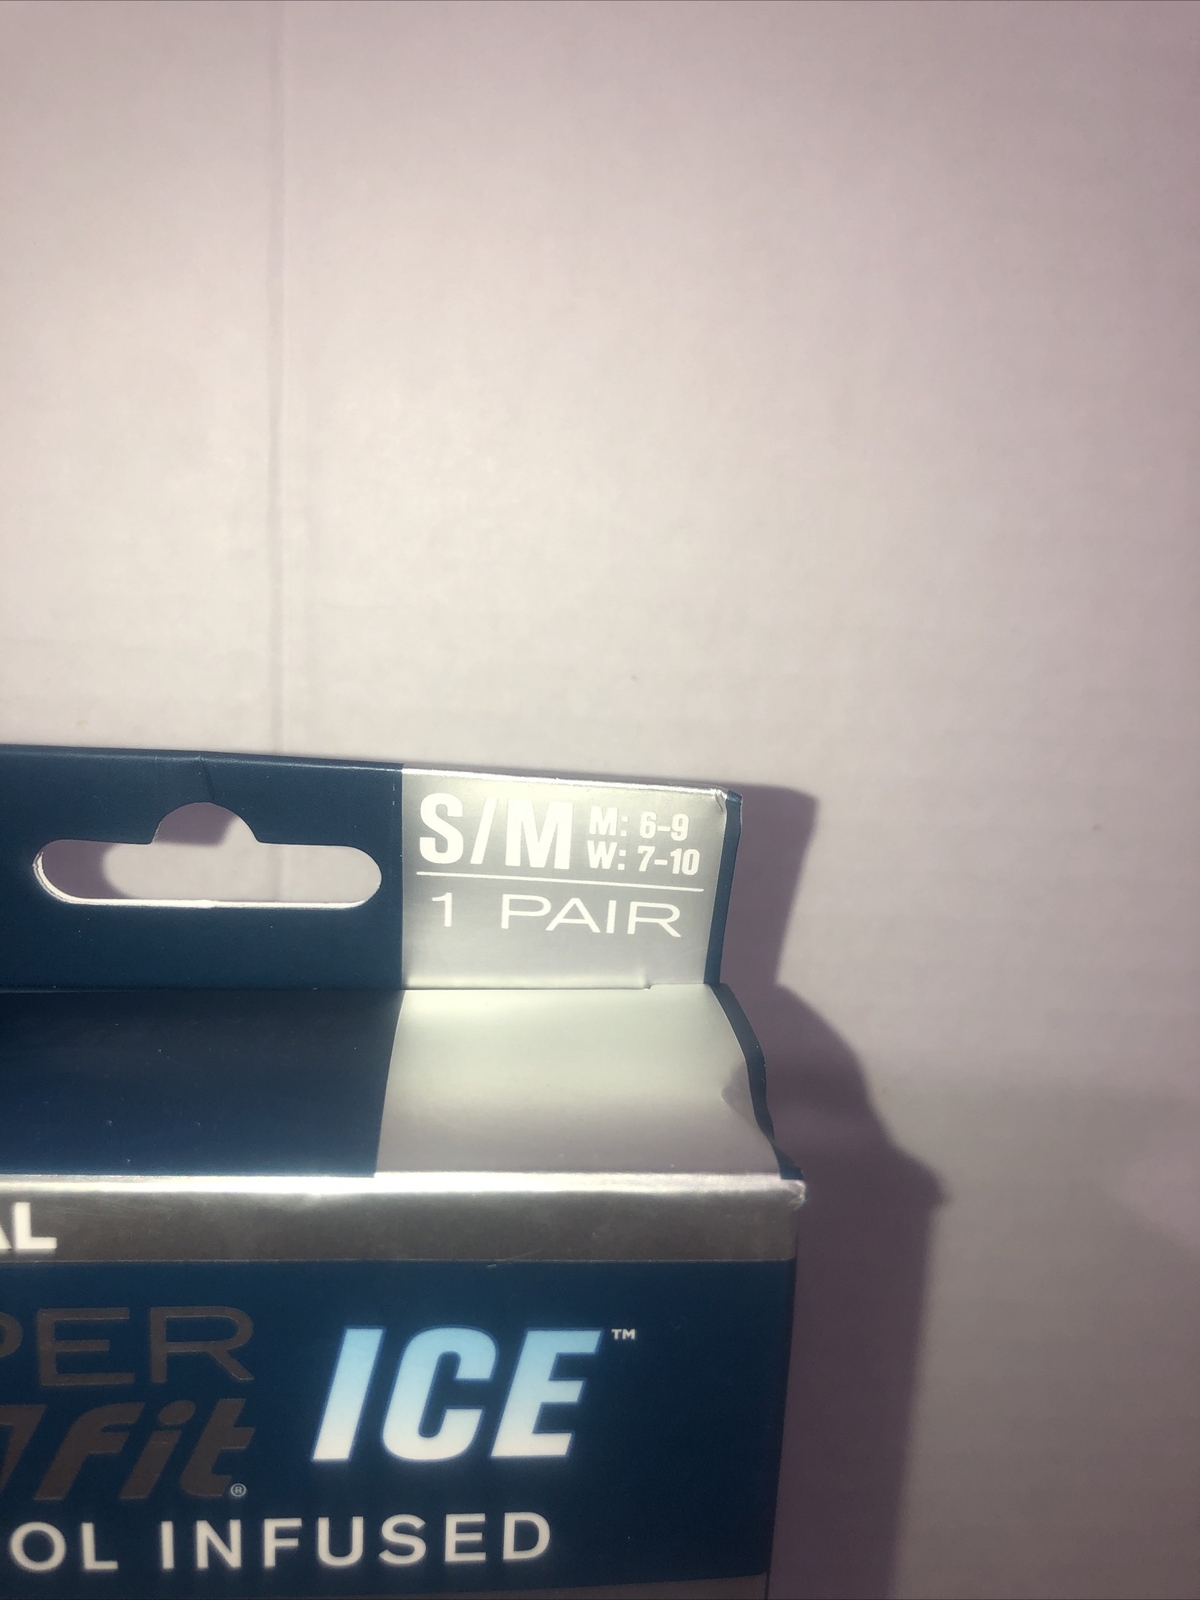 S/M M: 6-9
W: 7-10
1 PAIR
AL
PER
fit®
ICE™
OL INFUSED